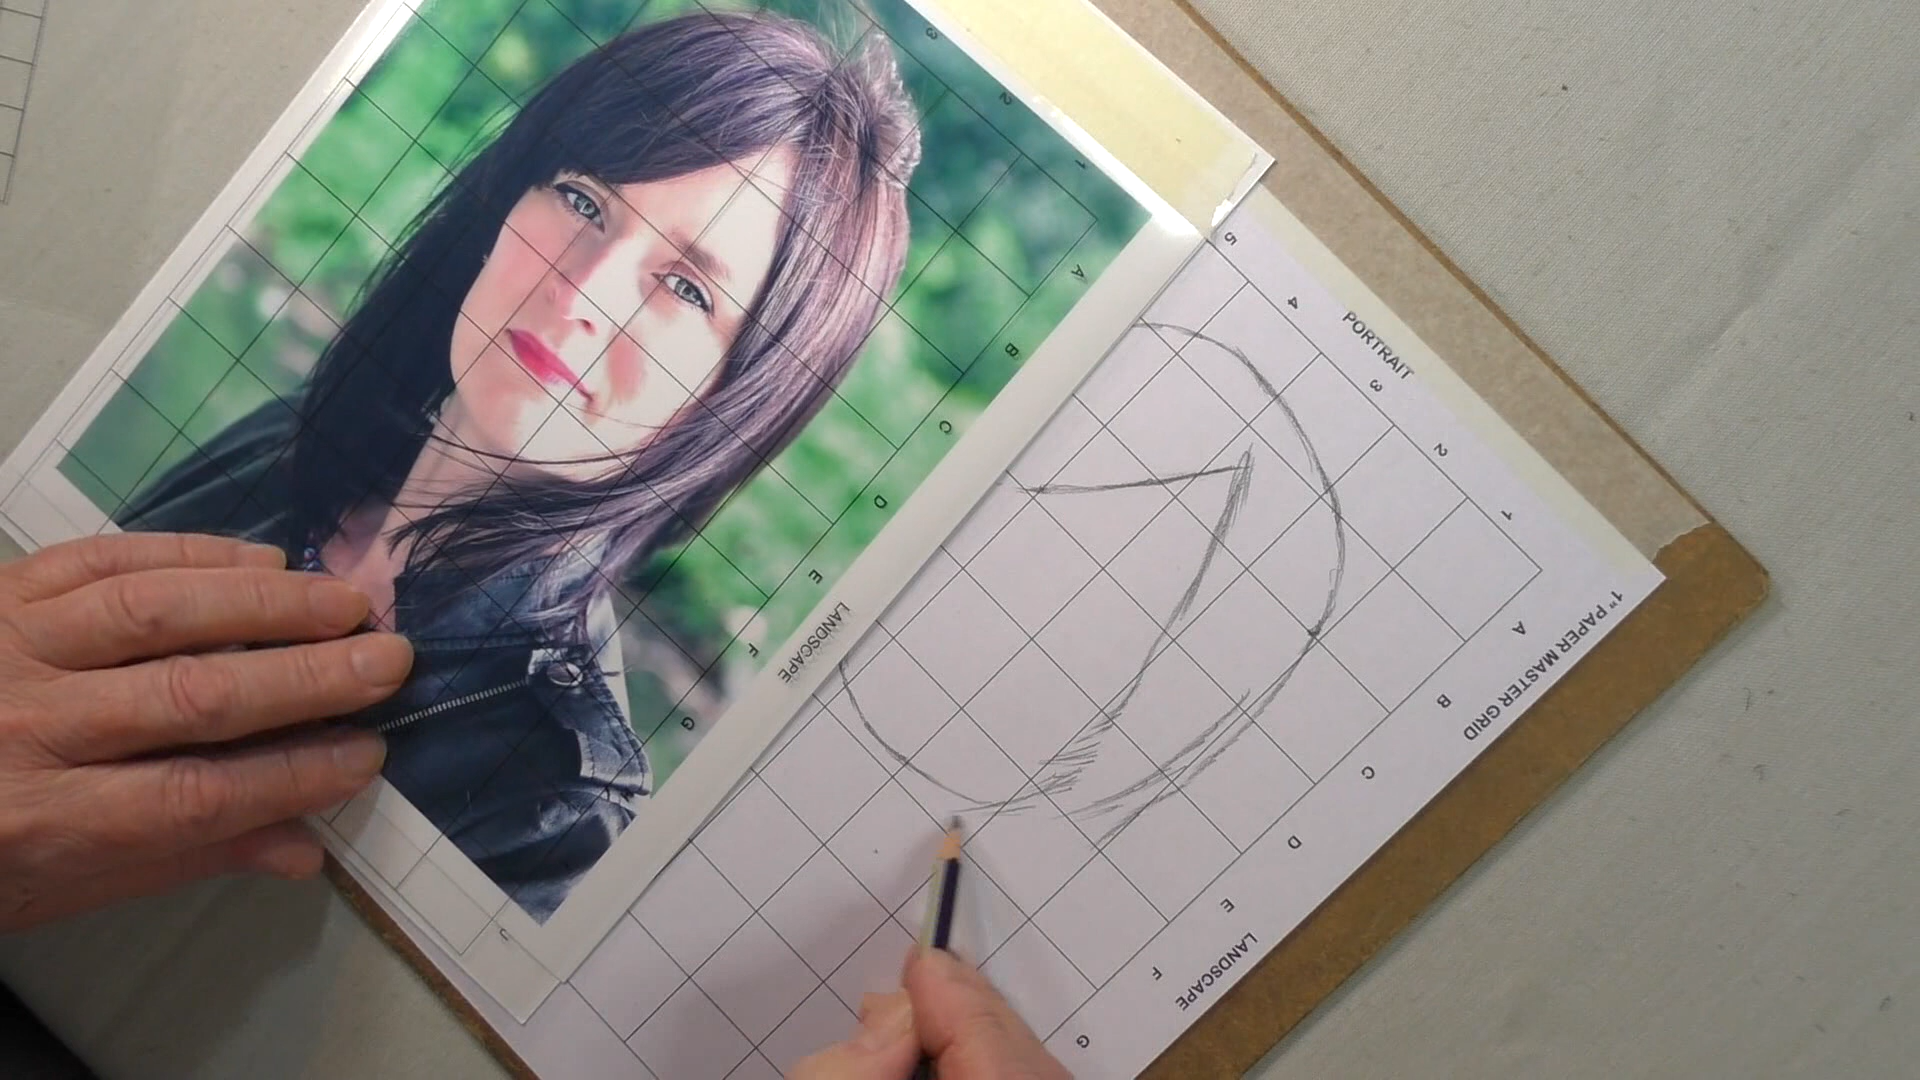 3
2
1
A
B
C
D
E
F
G
LANDSCAPE
PORTRAIT
5
4
3
2
1
1" PAPER MASTER GRID
A
B
C
D
E
F
G
LANDSCAPE